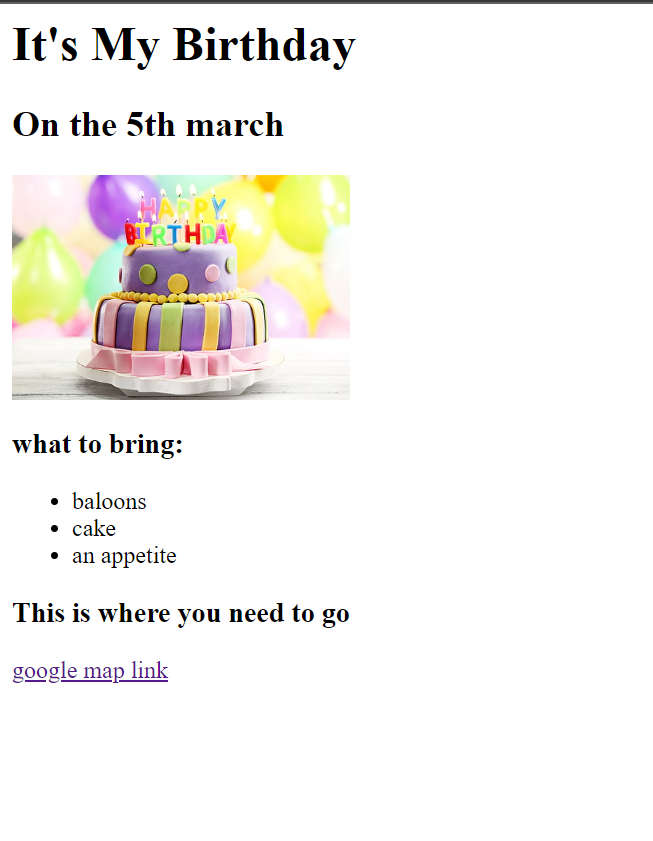 It's My Birthday
On the 5th march
HAPPY
BIRTHDAY
what to bring:
baloons
cake
an appetite
This is where you need to go
google map link